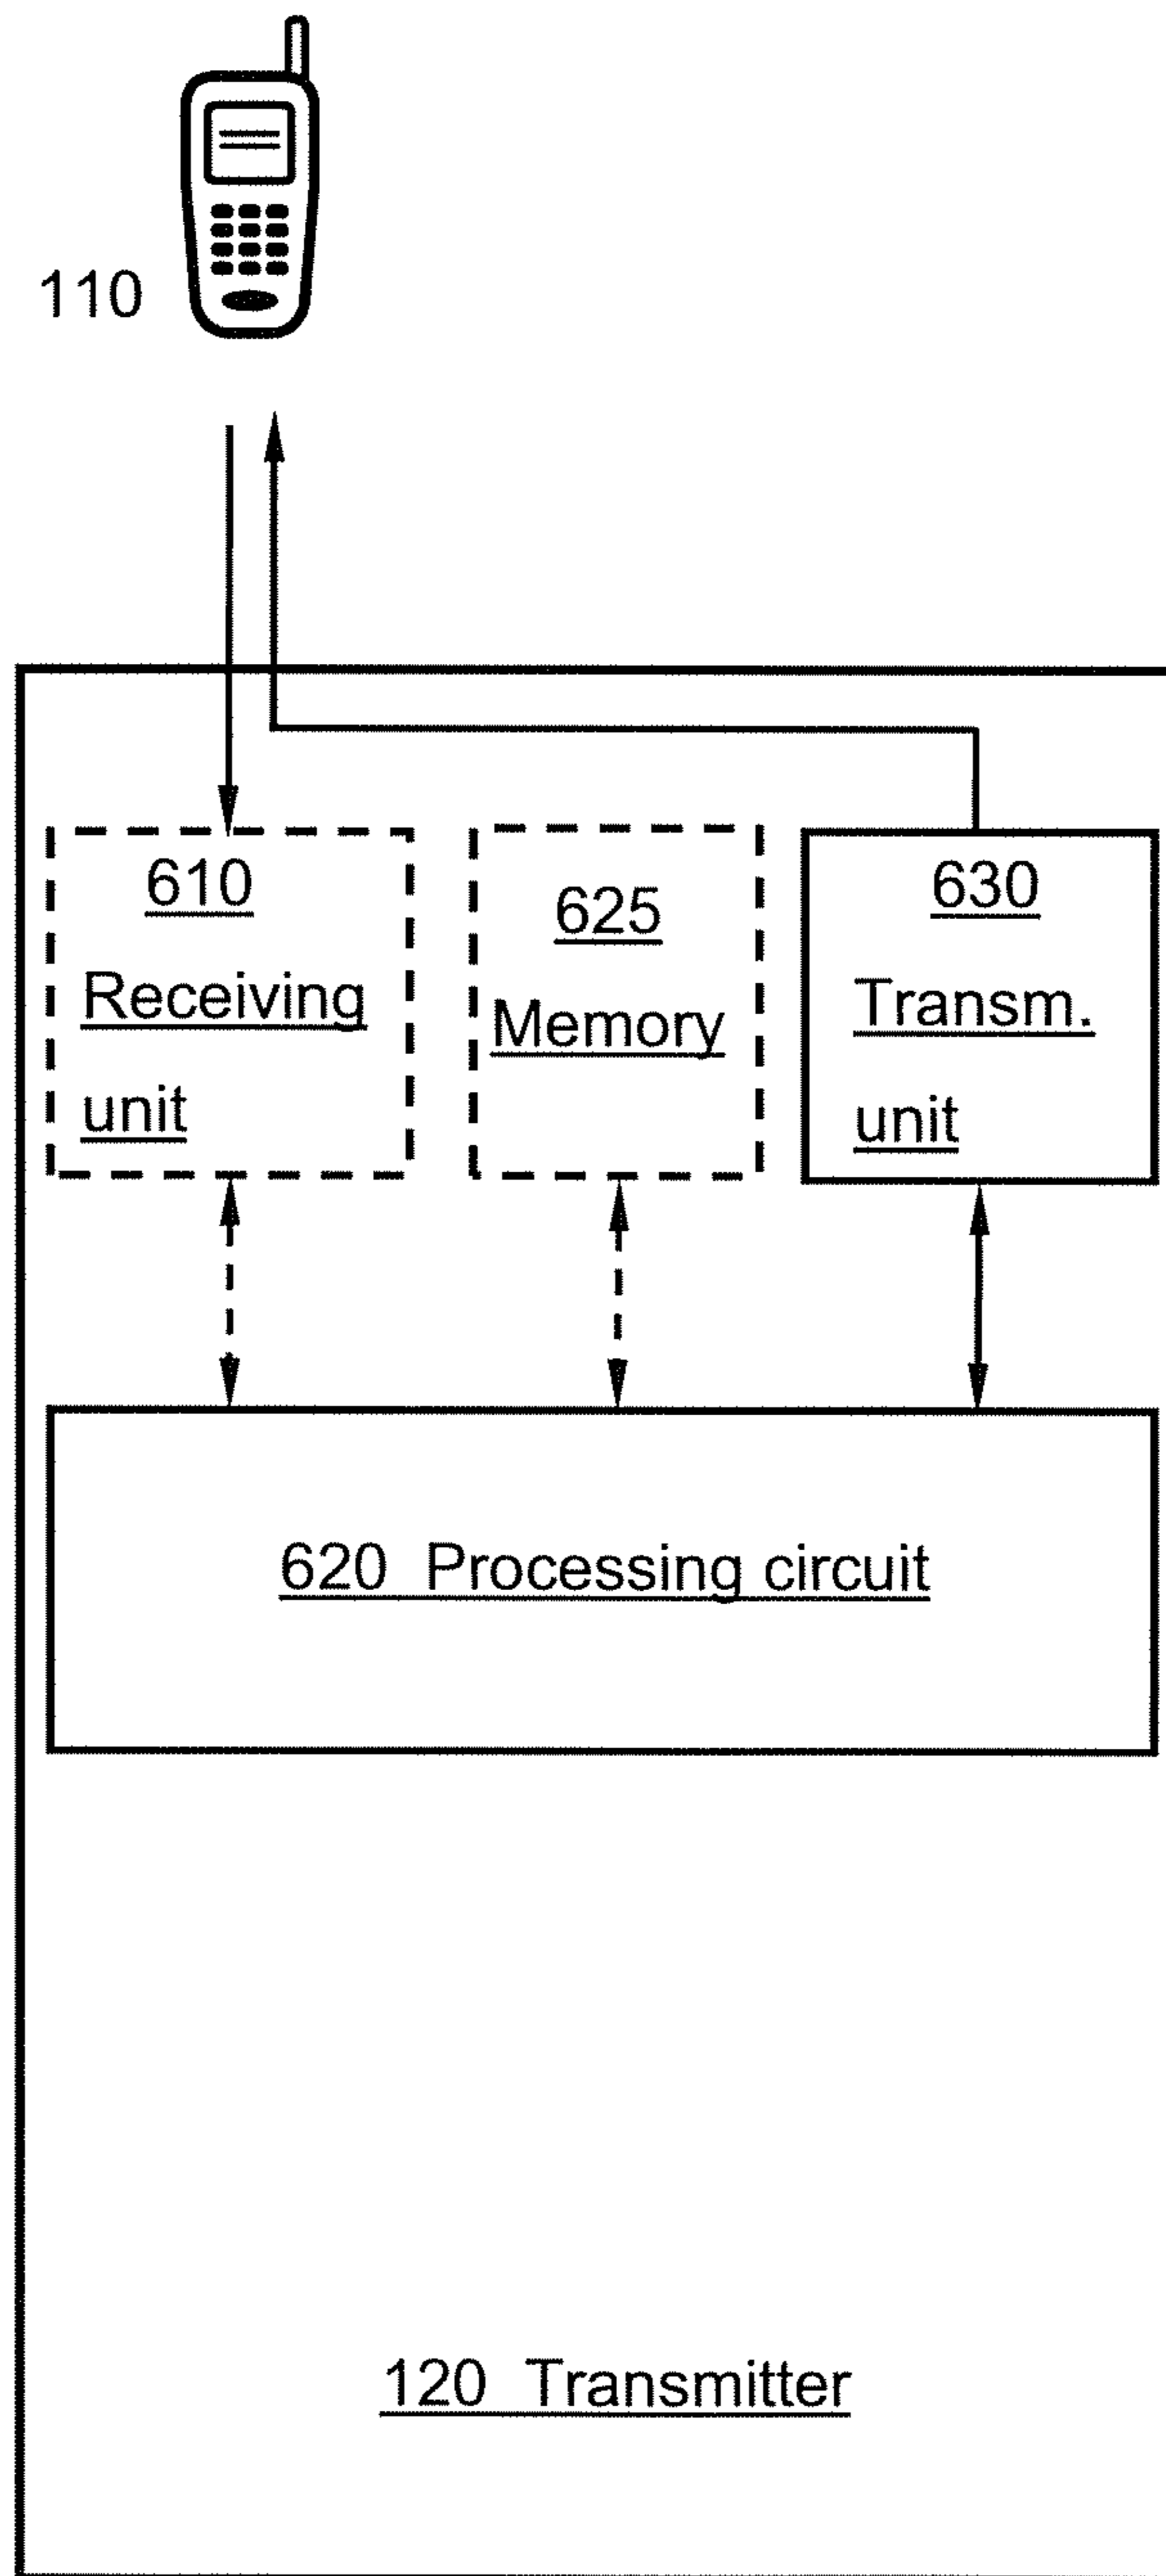 110
610
Receiving
unit
625
Memory
630
Transm.
unit
620 Processing circuit
120 Transmitter